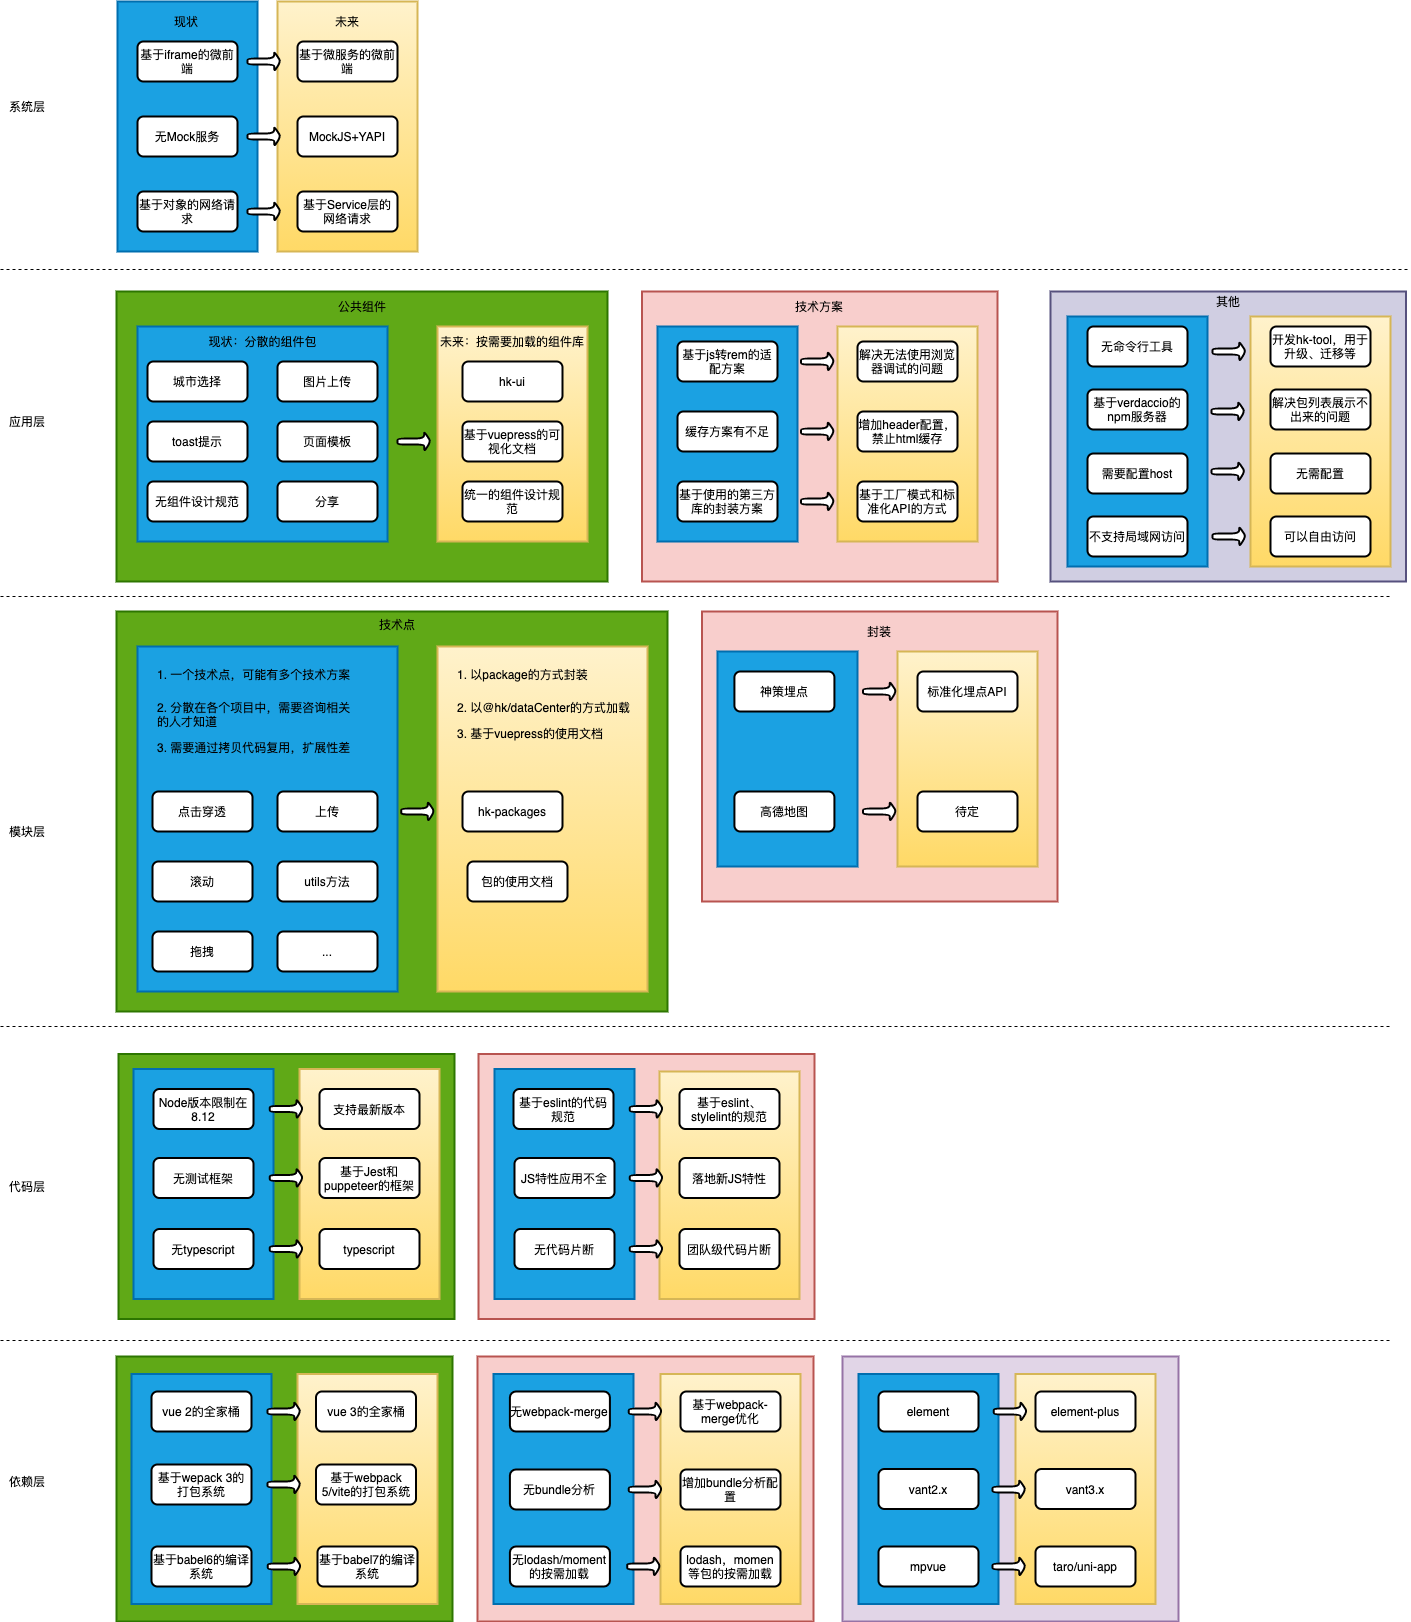 现状
未来
系统层
基于iframe的微前
端
基于微服务的微前
端
无Mock服务
MockJS+YAPI
基于对象的网络请
求
基于Service层的
网络请求
应用层
公共组件
现状：分散的组件包
未来：按需要加载的组件库
城市选择
图片上传
hk-ui
toast提示
页面模板
基于vuepress的可
视化文档
无组件设计规范
分享
统一的组件设计规
范
技术方案
基于js转rem的适
配方案
解决无法使用浏览
器调试的问题
缓存方案有不足
增加header配置，
禁止html缓存
基于使用的第三方
库的封装方案
基于工厂模式和标
准化API的方式
其他
无命令行工具
开发hk-tool，用于
升级、迁移等
基于verdaccio的
npm服务器
解决包列表展示不
出来的问题
需要配置host
无需配置
不支持局域网访问
可以自由访问
模块层
技术点
1. 一个技术点，可能有多个技术方案
2. 分散在各个项目中，需要咨询相关
的人才知道
3. 需要通过拷贝代码复用，扩展性差
1. 以package的方式封装
2. 以@hk/dataCenter的方式加载
3. 基于vuepress的使用文档
点击穿透
上传
hk-packages
滚动
utils方法
包的使用文档
拖拽
...
封装
神策埋点
标准化埋点API
高德地图
待定
代码层
Node版本限制在
8.12
支持最新版本
无测试框架
基于Jest和
puppeteer的框架
无typescript
typescript
基于eslint的代码
规范
基于eslint、
stylelint的规范
JS特性应用不全
落地新JS特性
无代码片断
团队级代码片断
依赖层
vue 2的全家桶
vue 3的全家桶
基于wepack 3的
打包系统
基于webpack
5/vite的打包系统
基于babel6的编译
系统
基于babel7的编译
系统
无webpack-merge
基于webpack-
merge优化
无bundle分析
增加bundle分析配
置
无lodash/moment
的按需加载
lodash，momen
等包的按需加载
element
element-plus
vant2.x
vant3.x
mpvue
taro/uni-app